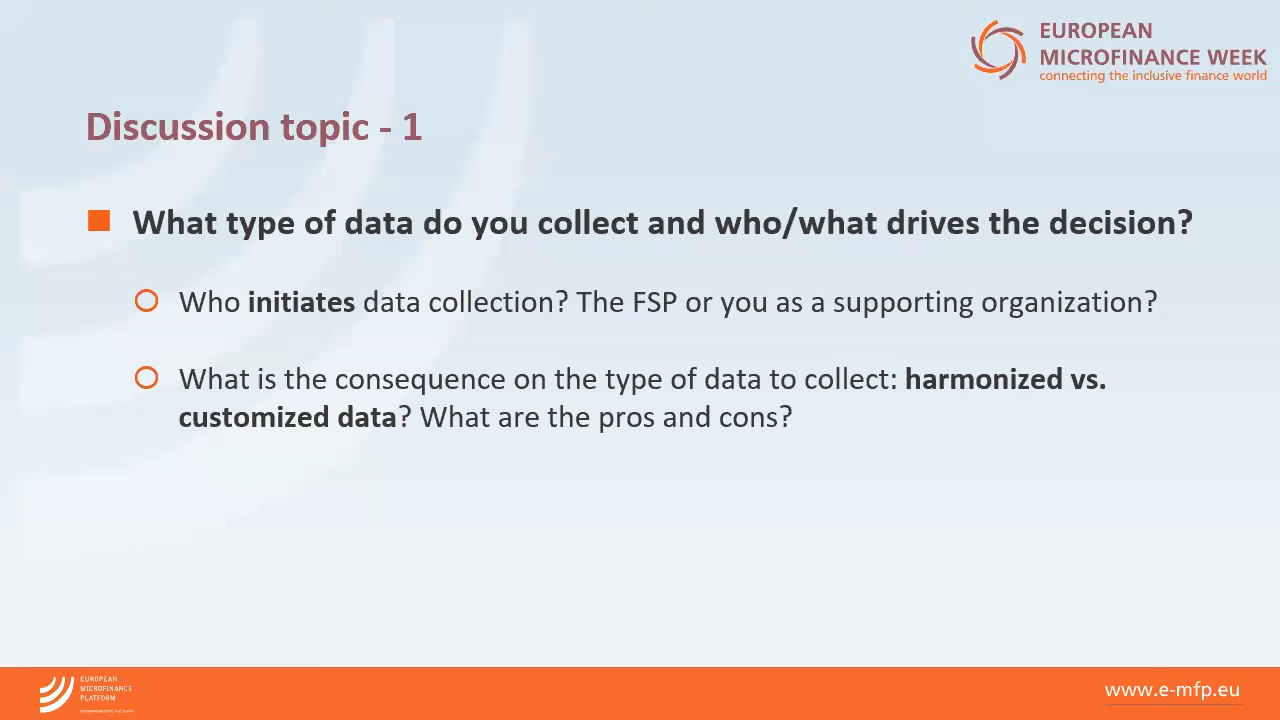 EUROPEAN
MICROFINANCE WEEK
connecting the inclusive finance world
Discussion topic - 1
What type of data do you collect and who/what drives the decision?
Who initiates data collection? The FSP or you as a supporting organization?
What is the consequence on the type of data to collect: harmonized vs.
customized data? What are the pros and cons?
EUROPEAN
MICROFINANCE
PLATFORM
www.e-mfp.eu